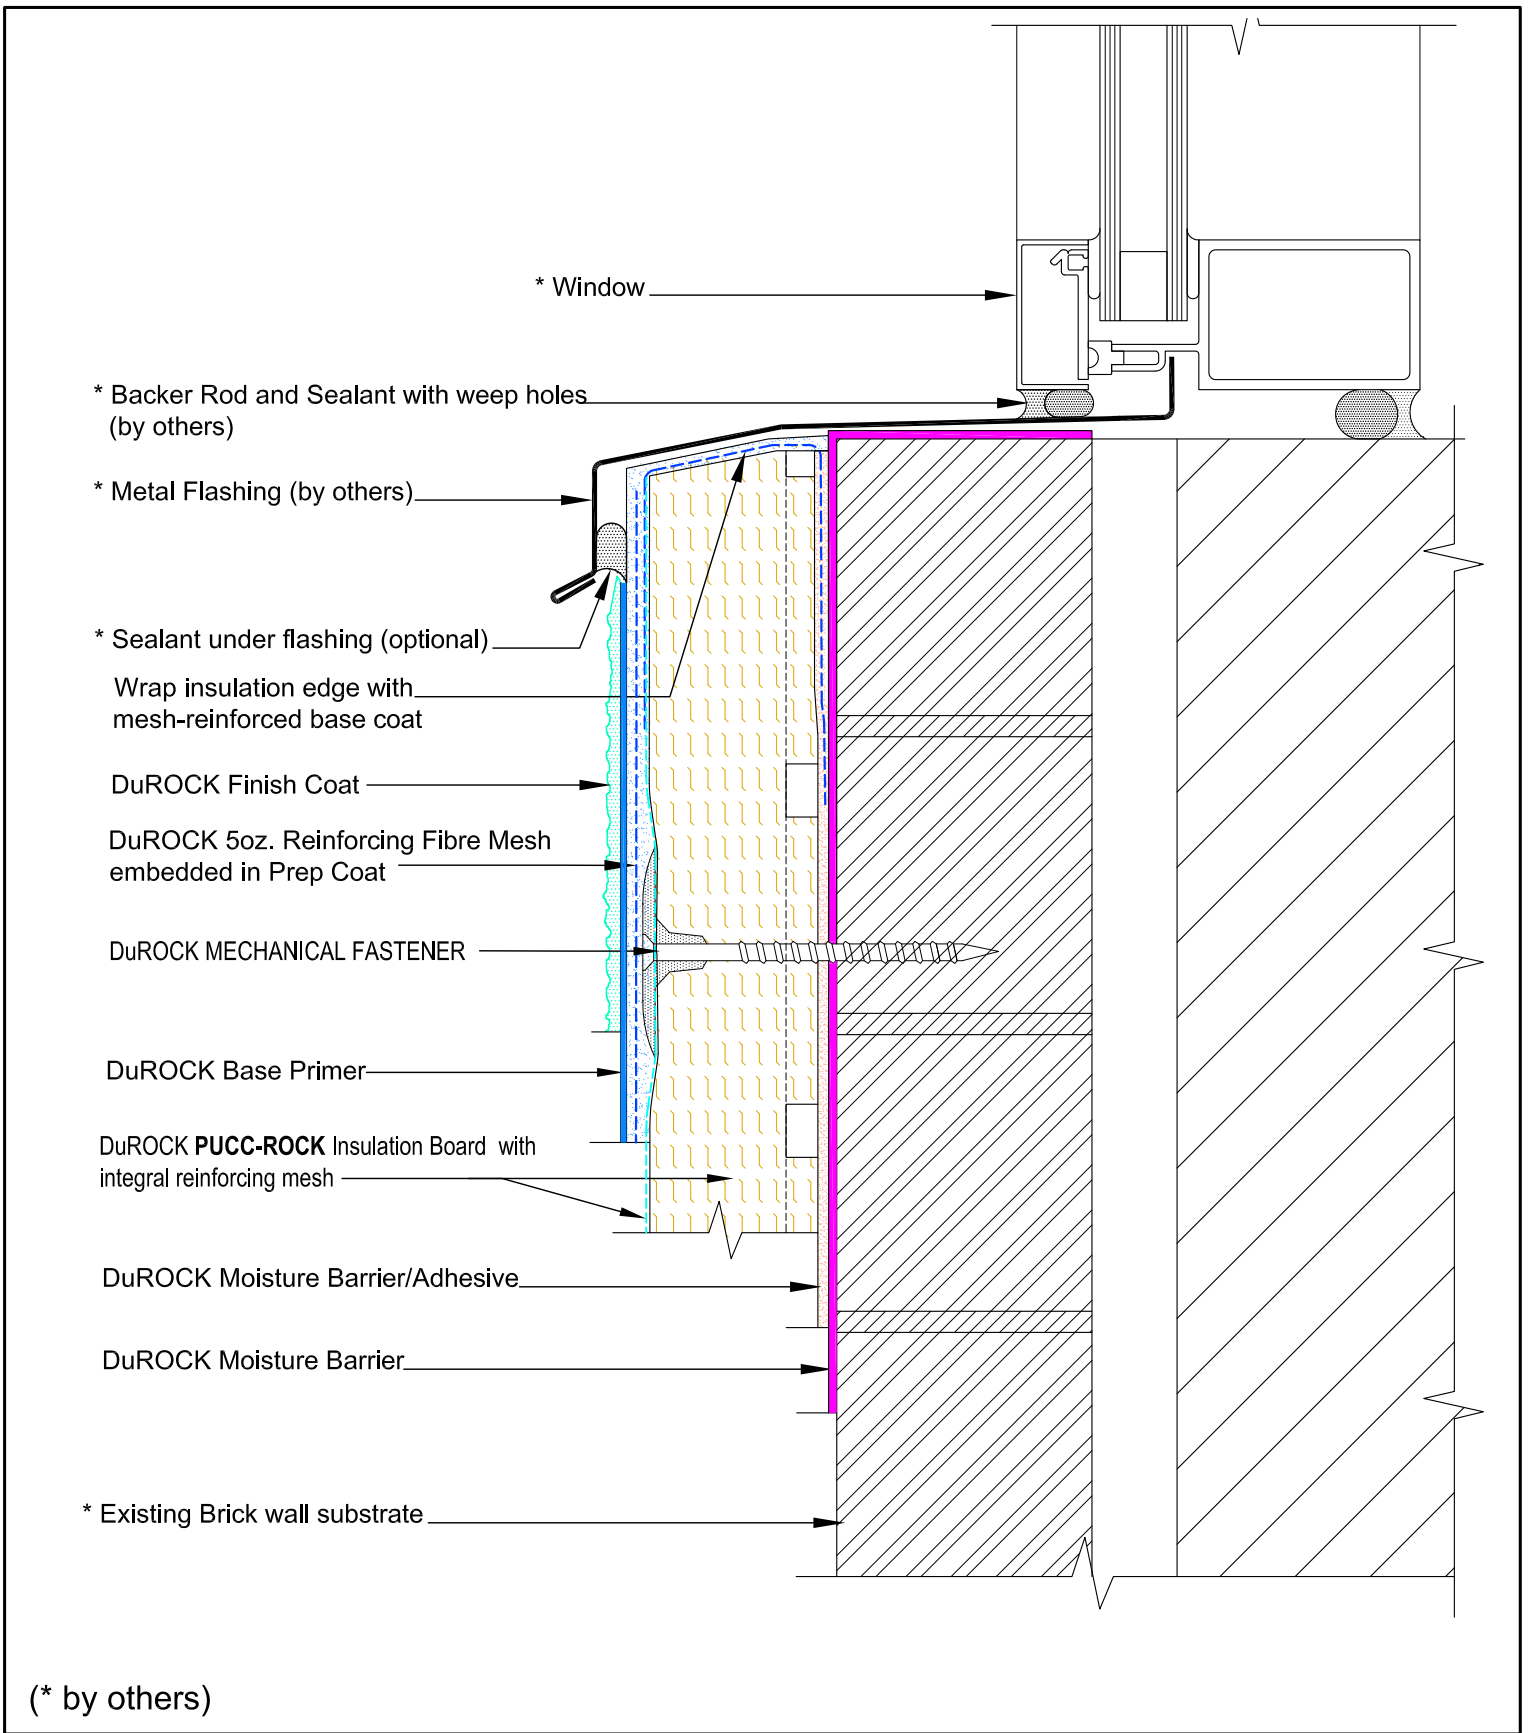 * Window
* Backer Rod and Sealant with weep holes
(by others)
* Metal Flashing (by others)
* Sealant under flashing (optional)
Wrap insulation edge with
mesh-reinforced base coat
DuROCK Finish Coat
DuROCK 5oz. Reinforcing Fibre Mesh
embedded in Prep Coat
DuROCK MECHANICAL FASTENER
DuROCK Base Primer
DuROCK PUCC-ROCK Insulation Board with
integral reinforcing mesh
DuROCK Moisture Barrier/Adhesive
DuROCK Moisture Barrier
* Existing Brick wall substrate
(* by others)